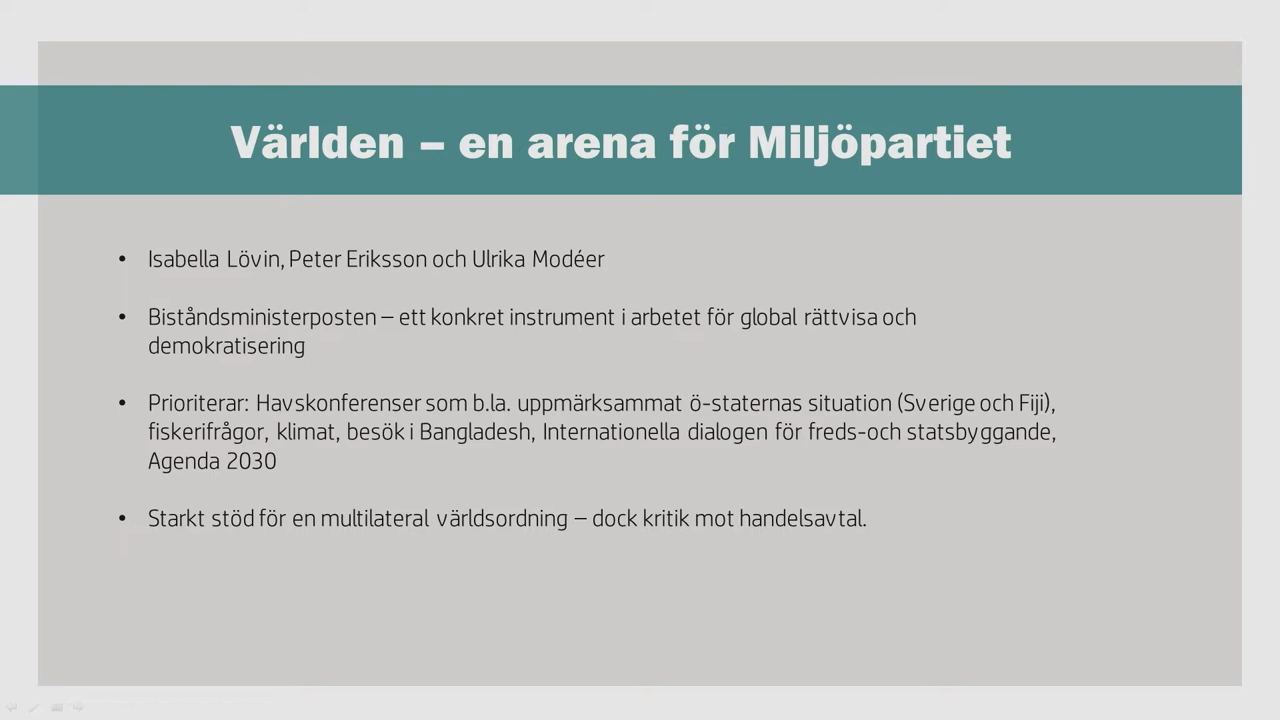 Världen – en arena för Miljöpartiet
• Isabella Lövin, Peter Eriksson och Ulrika Modéer
• Biståndsministerposten – ett konkret instrument i arbetet för global rättvisa och
demokratisering
• Prioriterar: Havskonferenser som b.la. uppmärksammat ö-staternas situation (Sverige och Fiji),
fiskerifrågor, klimat, besök i Bangladesh, Internationella dialogen för freds-och statsbyggande,
Agenda 2030
• Starkt stöd för en multilateral världsordning – dock kritik mot handelsavtal.